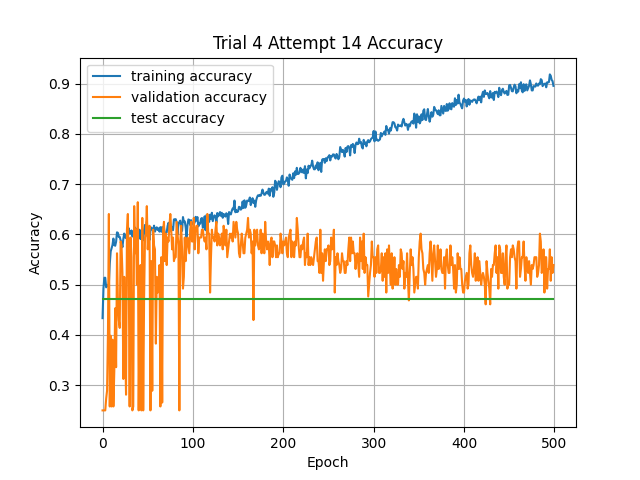 Trial 4 Attempt 14 Accuracy
training accuracy
validation accuracy
test accuracy
Accuracy
0.9
0.8
0.7
0.6
0.5
0.4
0.3
0 100 200 300 400 500
Epoch